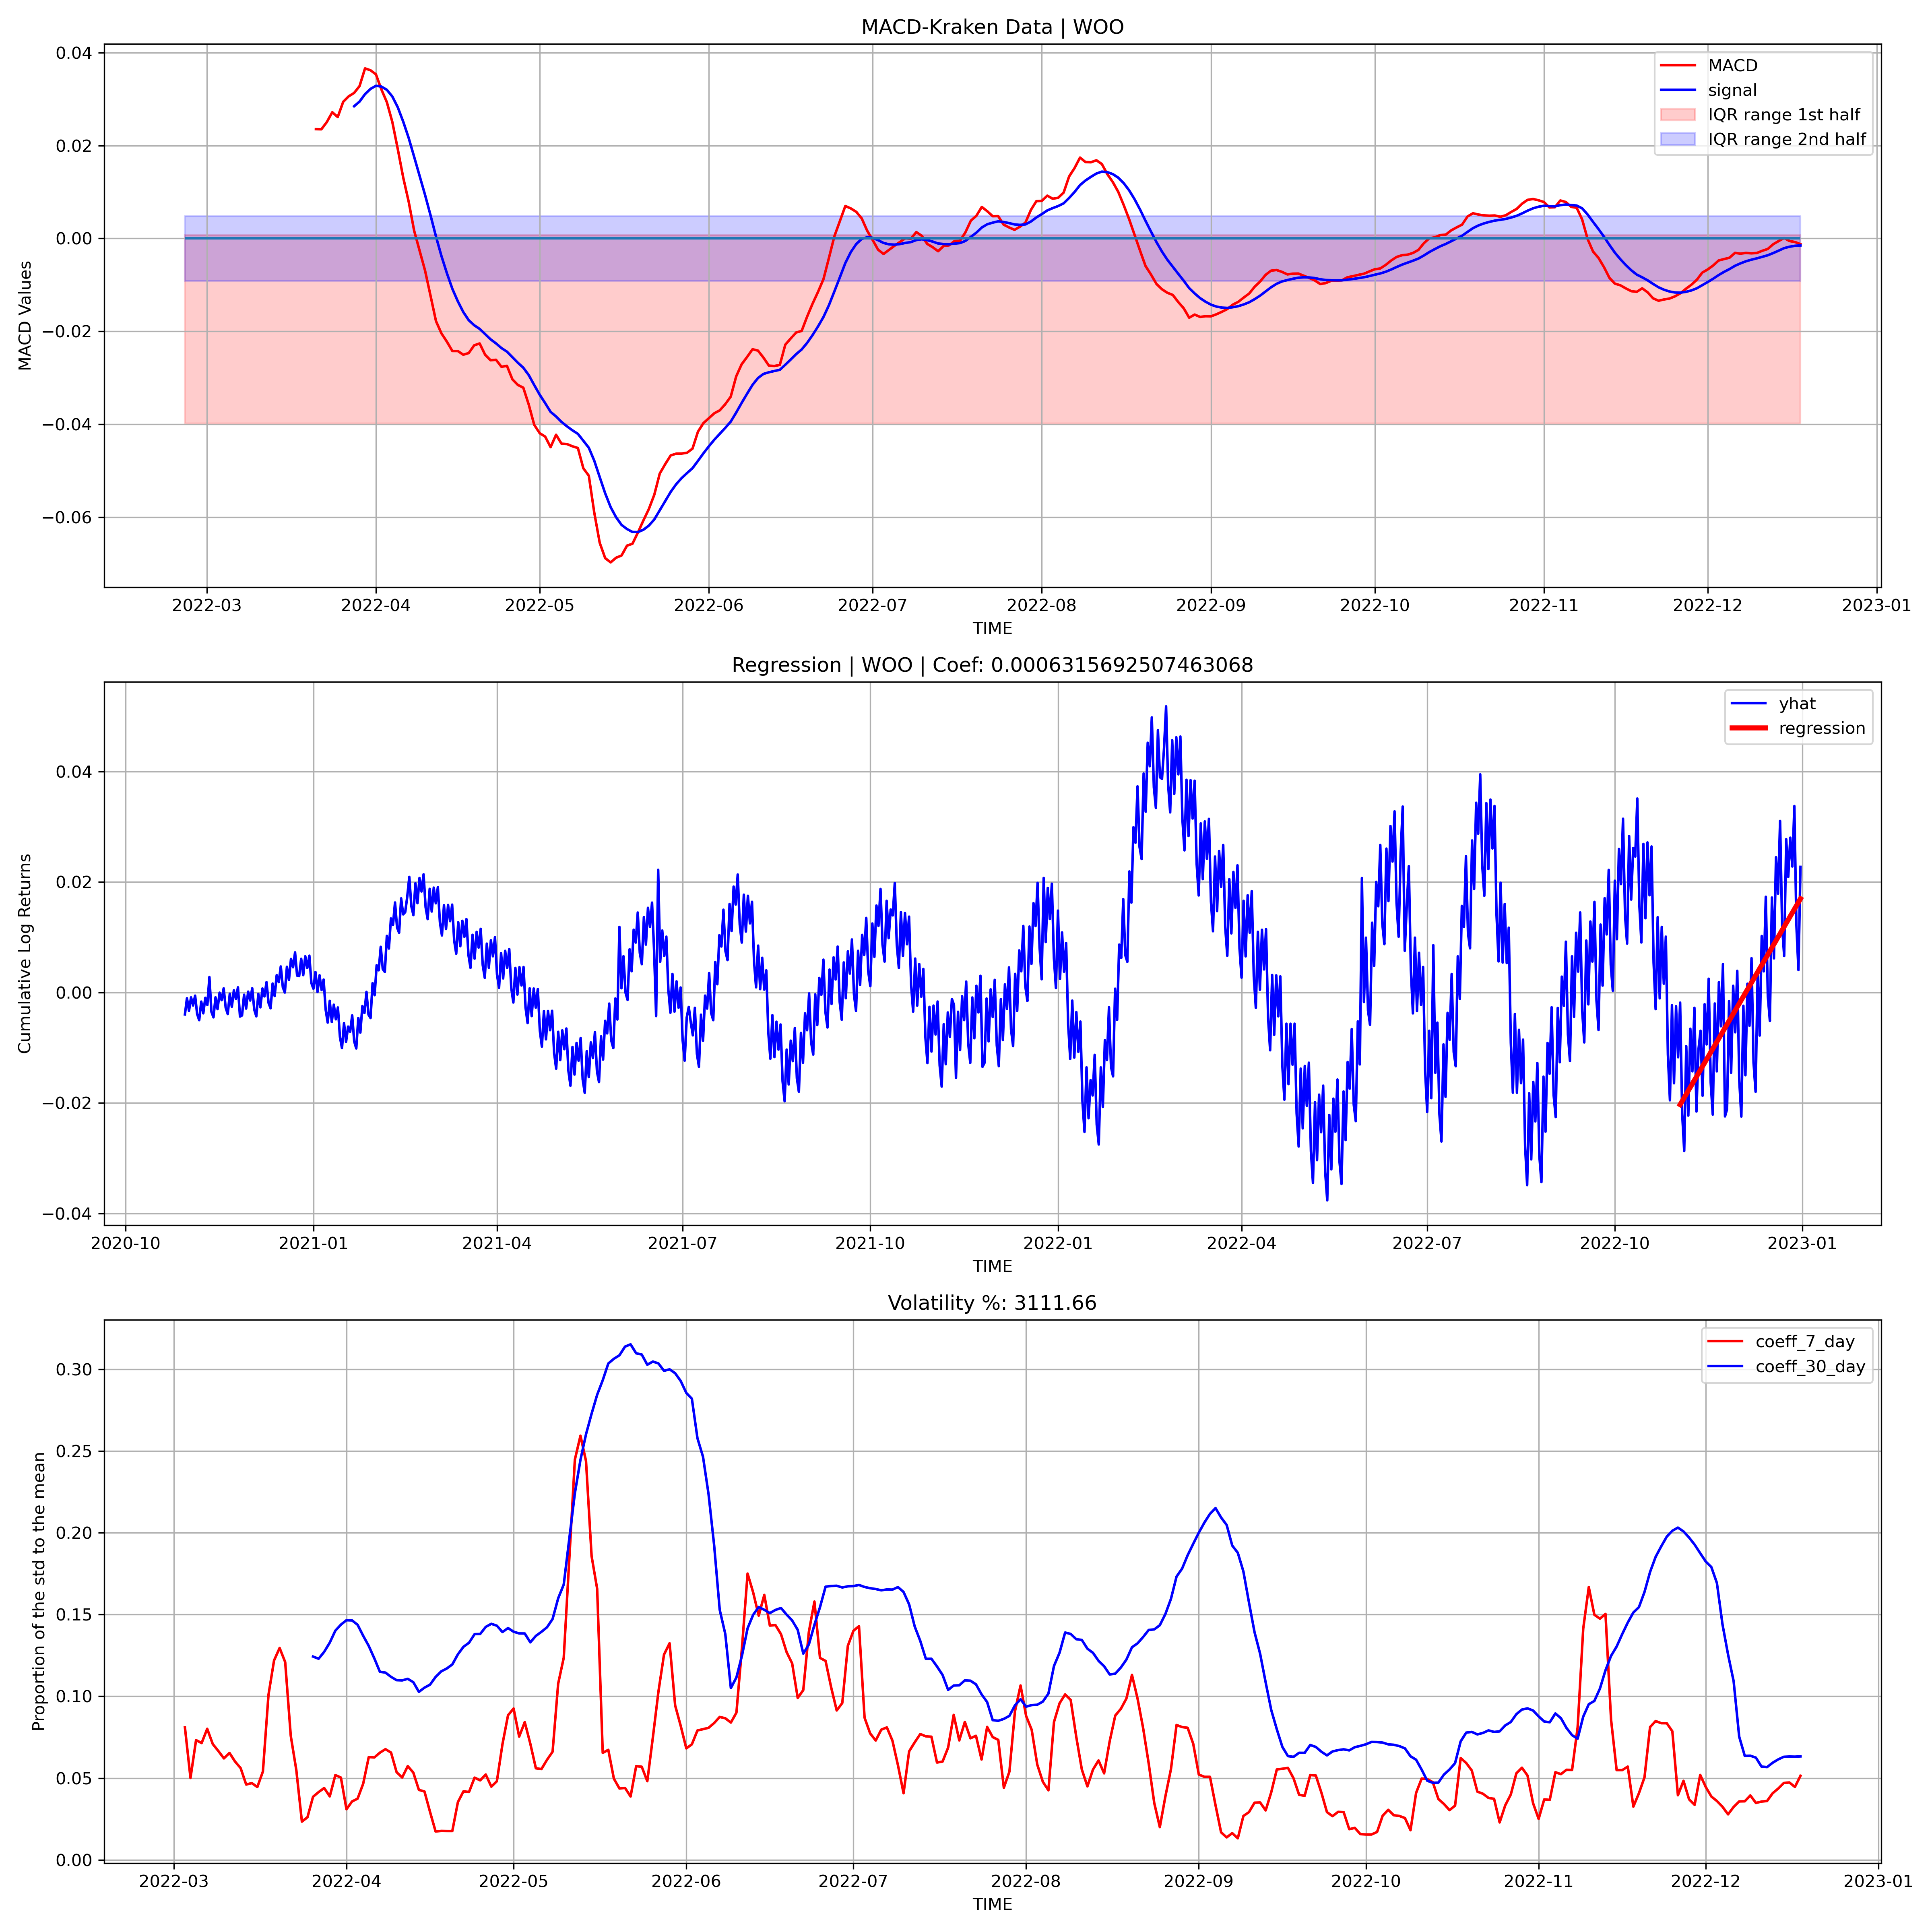 MACD-Kraken Data | WOO
MACD
signal
IQR range 1st half
IQR range 2nd half
0.04
0.02
0.00
−0.02
−0.04
−0.06
MACD Values
2022-03 2022-04 2022-05 2022-06 2022-07 2022-08 2022-09 2022-10 2022-11 2022-12 2023-01
TIME
Regression | WOO | Coef: 0.0006315692507463068
yhat
regression
0.04
0.02
0.00
−0.02
−0.04
Cumulative Log Returns
2020-10 2021-01 2021-04 2021-07 2021-10 2022-01 2022-04 2022-07 2022-10 2023-01
TIME
Volatility %: 3111.66
coeff_7_day
coeff_30_day
0.30
0.25
0.20
0.15
0.10
0.05
0.00
Proportion of the std to the mean
2022-03 2022-04 2022-05 2022-06 2022-07 2022-08 2022-09 2022-10 2022-11 2022-12 2023-01
TIME